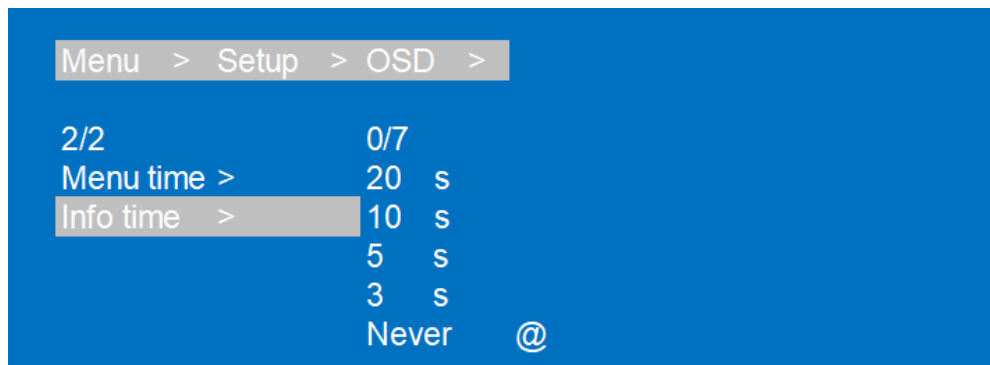 Menu > Setup > OSD >
2/2 0/7
Menu time > 20 s
Info time > 10 s
5 s
3 s
Never @